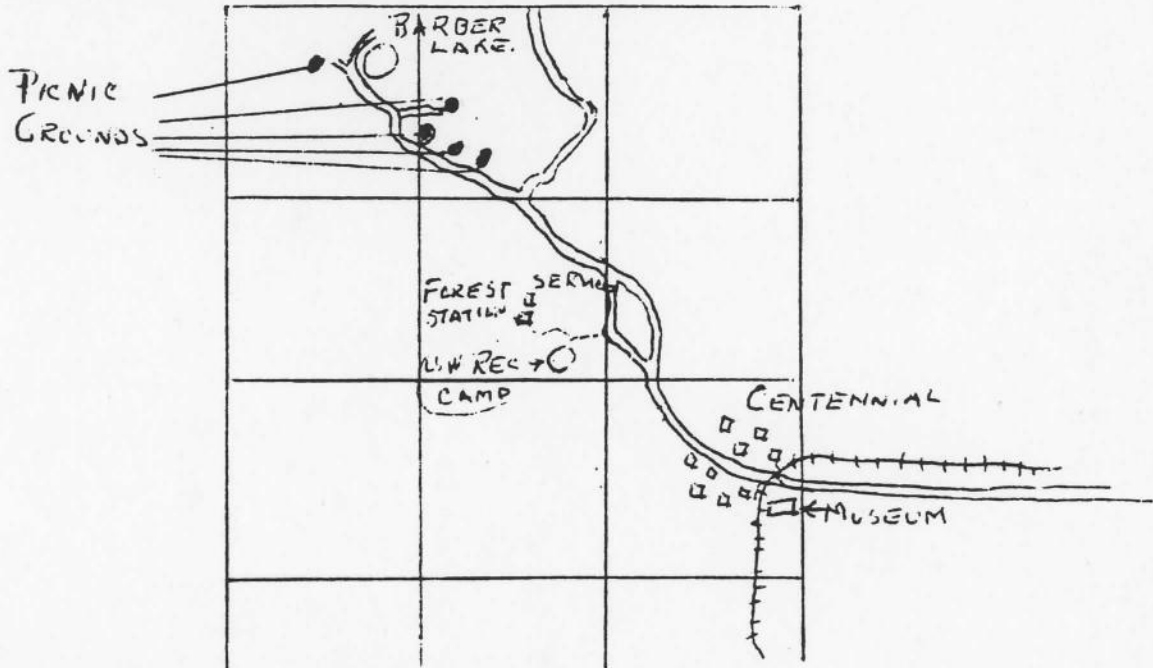 BARBER
LAKE.
PICNIC
GROUNDS
FOREST SERVICE
STATION
U W REC
CAMP
CENTENNIAL
MUSEUM